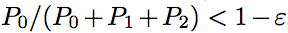 P₀/(P₀ + P₁ + P₂) < 1 − ε